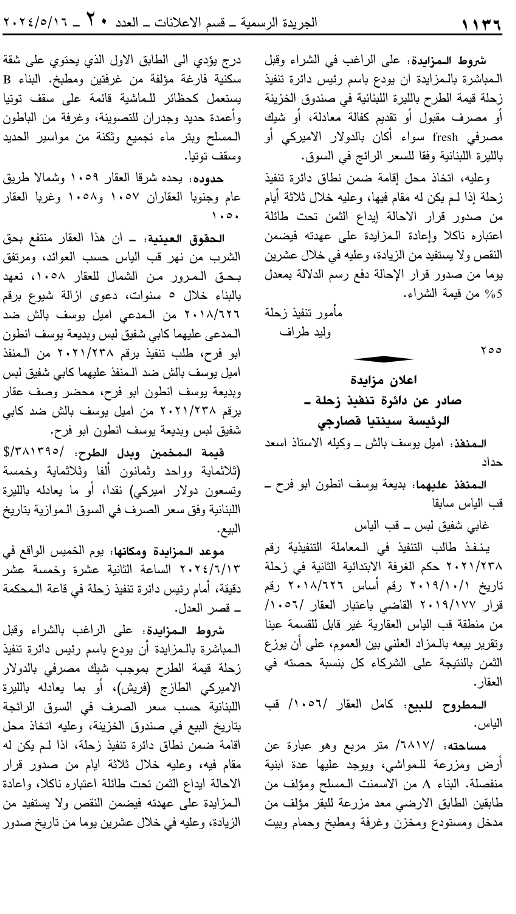 ١١٣٦
الجريدة الرسمية ــ قسم الاعلانات ــ العدد ٢٠ ــ ٢٠٢٤/٥/١٦
شروط المزايدة: على الراغب في الشراء وقبل
المباشرة بالمزايدة ان يودع باسم رئيس دائرة تنفيذ
زحلة قيمة الطرح بالليرة اللبنانية في صندوق الخزينة
أو مصرف مقبول أو تقديم كفالة معادلة، أو شيك
مصرفي fresh سواء أكان بالدولار الاميركي أو
بالليرة اللبنانية وفقا للسعر الرائج في السوق.
وعليه، اتخاذ محل إقامة ضمن نطاق دائرة تنفيذ
زحلة إذا لم يكن له مقام فيها، وعليه خلال ثلاثة أيام
من صدور قرار الاحالة إيداع الثمن تحت طائلة
اعتباره ناكلا وإعادة المزايدة على عهدته فيضمن
النقص ولا يستفيد من الزيادة، وعليه في خلال عشرين
يوما من صدور قرار الإحالة دفع رسم الدلالة بمعدل
5% من قيمة الشراء.
مأمور تنفيذ زحلة
وليد طراف
٢٥٥
اعلان مزايدة
صادر عن دائرة تنفيذ زحلة ــ
الرئيسة سينتيا قصارجي
المنفذ: اميل يوسف بالش ــ وكيله الاستاذ اسعد
حداد
المنفذ عليهما: بديعة يوسف انطون ابو فرح ــ
قب الياس سابقا
غابي شفيق لبس ــ قب الياس
ينفذ طالب التنفيذ في المعاملة التنفيذية رقم
٢٠٢١/٢٣٨ حكم الغرفة الابتدائية الثانية في زحلة
تاريخ ٢٠١٩/١٠/١ رقم أساس ٢٠١٨/٦٢٦ رقم
قرار ٢٠١٩/١٧٧ القاضي باعتبار العقار /١٠٥٦/
من منطقة قب الياس العقارية غير قابل للقسمة عينا
وتقرير بيعه بالمزاد العلني بين العموم، على أن يوزع
الثمن بالنتيجة على الشركاء كل بنسبة حصته في
العقار.
المطروح للبيع: كامل العقار /١٠٥٦/ قب
الياس.
مساحته: /٦٨١٧/ متر مربع وهو عبارة عن
أرض ومزرعة للمواشي، ويوجد عليها عدة ابنية
منفصلة. البناء A من الاسمنت المسلح ومؤلف من
طابقين الطابق الارضي معد مزرعة للبقر مؤلف من
مدخل ومستودع ومخزن وغرفة ومطبخ وحمام وبيت
درج يؤدي الى الطابق الاول الذي يحتوي على شقة
سكنية فارغة مؤلفة من غرفتين ومطبخ. البناء B
يستعمل كحظائر للماشية قائمة على سقف توتيا
وأعمدة حديد وجدران للتصوينة، وغرفة من الباطون
المسلح وبئر ماء تجميع وثكنة من مواسير الحديد
وسقف توتيا.
حدوده: يحده شرقا العقار ١٠٥٩ وشمالا طريق
عام وجنوبا العقاران ١٠٥٧ و١٠٥٨ وغربا العقار
١٠٥٠
الحقوق العينية: ــ ان هذا العقار منتفع بحق
الشرب من نهر قب الياس حسب العوائد، ومرتفق
بحق المرور من الشمال للعقار ١٠٥٨، تعهد
بالبناء خلال ٥ سنوات، دعوى ازالة شيوع برقم
٢٠١٨/٦٢٦ من المدعي اميل يوسف بالش ضد
المدعى عليهما كابي شفيق لبس وبديعة يوسف انطون
ابو فرح، طلب تنفيذ برقم ٢٠٢١/٢٣٨ من المنفذ
اميل يوسف بالش ضد المنفذ عليهما كابي شفيق لبس
وبديعة يوسف انطون ابو فرح، محضر وصف عقار
برقم ٢٠٢١/٢٣٨ من اميل يوسف بالش ضد كابي
شفيق لبس وبديعة يوسف انطون ابو فرح.
قيمة المخمين وبدل الطرح: /٣٨١٣٩٥/$
(ثلاثماية وواحد وثمانون ألفا وثلاثماية وخمسة
وتسعون دولار اميركي) نقدا، أو ما يعادله بالليرة
اللبنانية وفق سعر الصرف في السوق الموازية بتاريخ
البيع.
موعد المزايدة ومكانها: يوم الخميس الواقع في
٢٠٢٤/٦/١٣ الساعة الثانية عشرة وخمسة عشر
دقيقة، أمام رئيس دائرة تنفيذ زحلة في قاعة المحكمة
ــ قصر العدل.
شروط المزايدة: على الراغب بالشراء وقبل
المباشرة بالمزايدة أن يودع باسم رئيس دائرة تنفيذ
زحلة قيمة الطرح بموجب شيك مصرفي بالدولار
الاميركي الطازج (فريش)، أو بما يعادله بالليرة
اللبنانية حسب سعر الصرف في السوق الرائجة
بتاريخ البيع في صندوق الخزينة، وعليه اتخاذ محل
اقامة ضمن نطاق دائرة تنفيذ زحلة، اذا لم يكن له
مقام فيه، وعليه خلال ثلاثة ايام من صدور قرار
الاحالة ايداع الثمن تحت طائلة اعتباره ناكلا، واعادة
المزايدة على عهدته فيضمن النقص ولا يستفيد من
الزيادة، وعليه في خلال عشرين يوما من تاريخ صدور